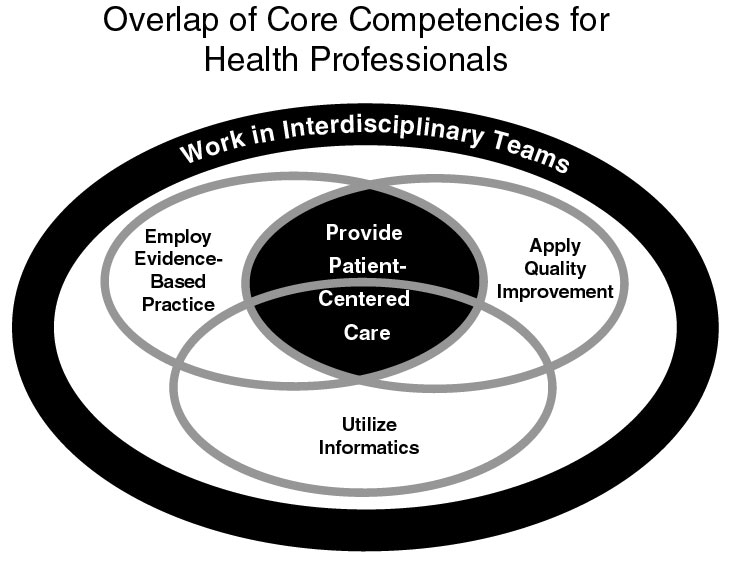 Overlap of Core Competencies for
Health Professionals
Work in Interdisciplinary Teams
Employ
Evidence-
Based
Practice
Provide
Patient-
Centered
Care
Apply
Quality
Improvement
Utilize
Informatics